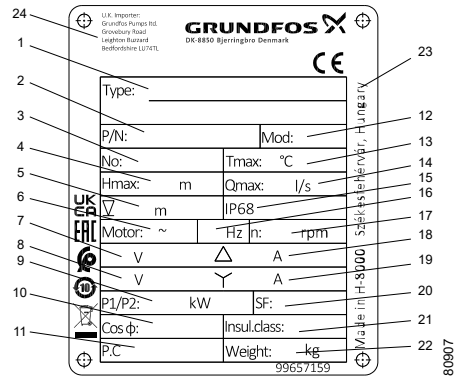 24
U.K. Importer:
Grundfos Pumps ltd.
Grovebury Road
Leighton Buzzard
Bedfordshire LU74TL
GRUNDFOS
DK-8850 Bjerringbro Denmark
CE
1
Type:
23
2
P/N:
Mod:
12
3
No:
Tmax: °C
13
4
Hmax: m
Qmax: l/s
14
5
m
IP68
15
6
Motor: ~
Hz
n: rpm
16
17
7
V
A
18
8
V
A
19
9
P1/P2: kW
SF:
20
10
Cos φ:
Insul.class:
21
11
P.C
Weight: kg
22
99657159
UK
CA
EAC
10
Made in H-8000 Székesfehérvár, Hungary
80907